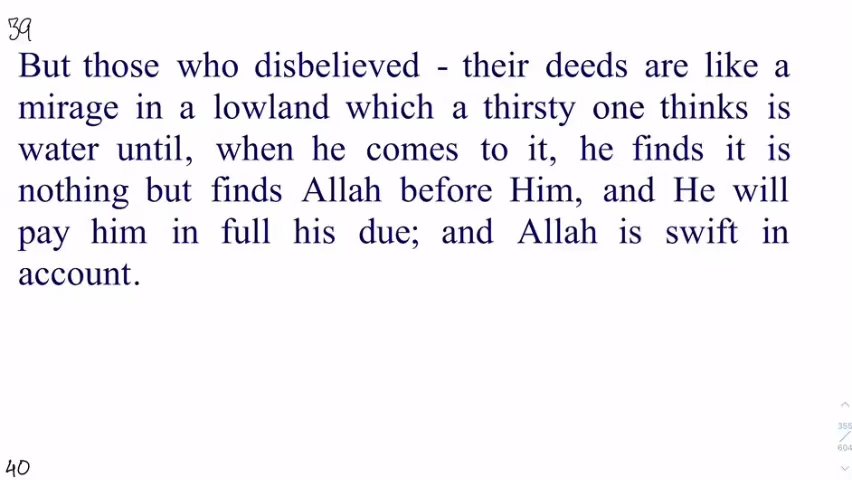 39
But those who disbelieved - their deeds are like a
mirage in a lowland which a thirsty one thinks is
water until, when he comes to it, he finds it is
nothing but finds Allah before Him, and He will
pay him in full his due; and Allah is swift in
account.
355
/
604
40